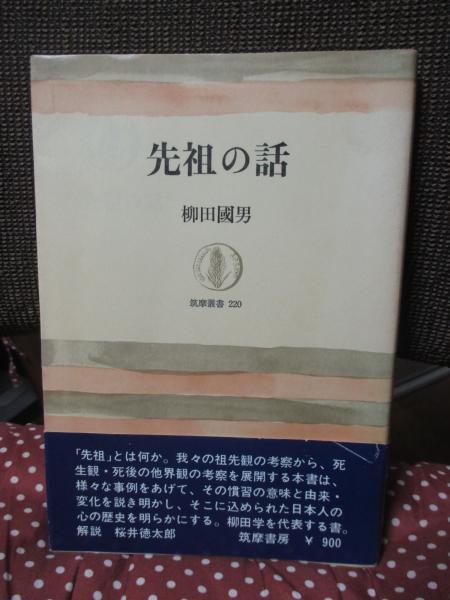 先祖の話
柳田國男
筑摩叢書 220
「先祖」とは何か。我々の祖先観の考察から、死
生観・死後の他界観の考察を展開する本書は、
様々な事例をあげて、その慣習の意味と由来・
変化を説き明かし、そこに込められた日本人の
心の歴史を明らかにする。柳田学を代表する書。
解説 桜井徳太郎 筑摩書房 ¥ 900